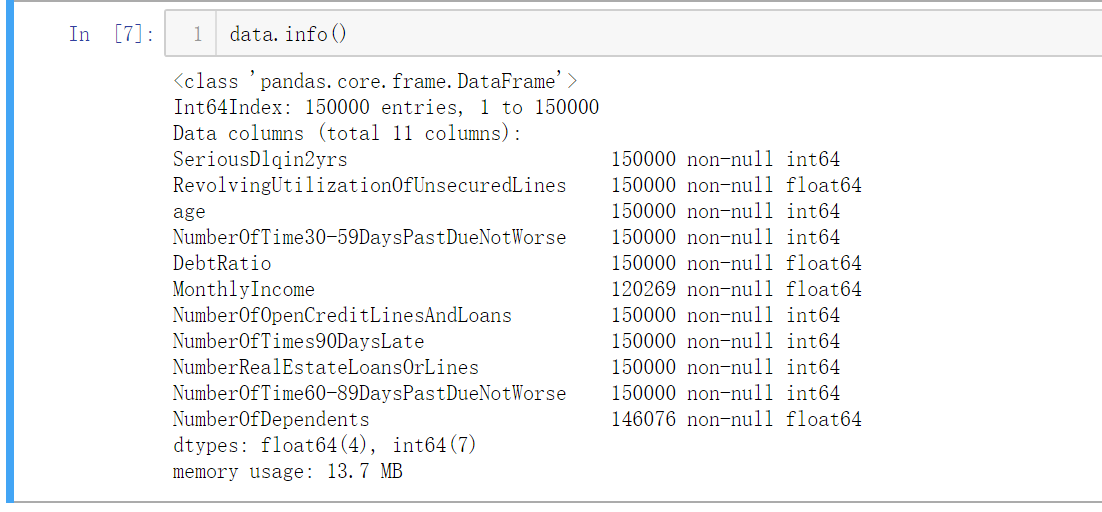 In [7]: 1 data.info()
<class 'pandas.core.frame.DataFrame'>
Int64Index: 150000 entries, 1 to 150000
Data columns (total 11 columns):
SeriousDlqin2yrs 150000 non-null int64
RevolvingUtilizationOfUnsecuredLines 150000 non-null float64
age 150000 non-null int64
NumberOfTime30-59DaysPastDueNotWorse 150000 non-null int64
DebtRatio 150000 non-null float64
MonthlyIncome 120269 non-null float64
NumberOfOpenCreditLinesAndLoans 150000 non-null int64
NumberOfTimes90DaysLate 150000 non-null int64
NumberRealEstateLoansOrLines 150000 non-null int64
NumberOfTime60-89DaysPastDueNotWorse 150000 non-null int64
NumberOfDependents 146076 non-null float64
dtypes: float64(4), int64(7)
memory usage: 13.7 MB